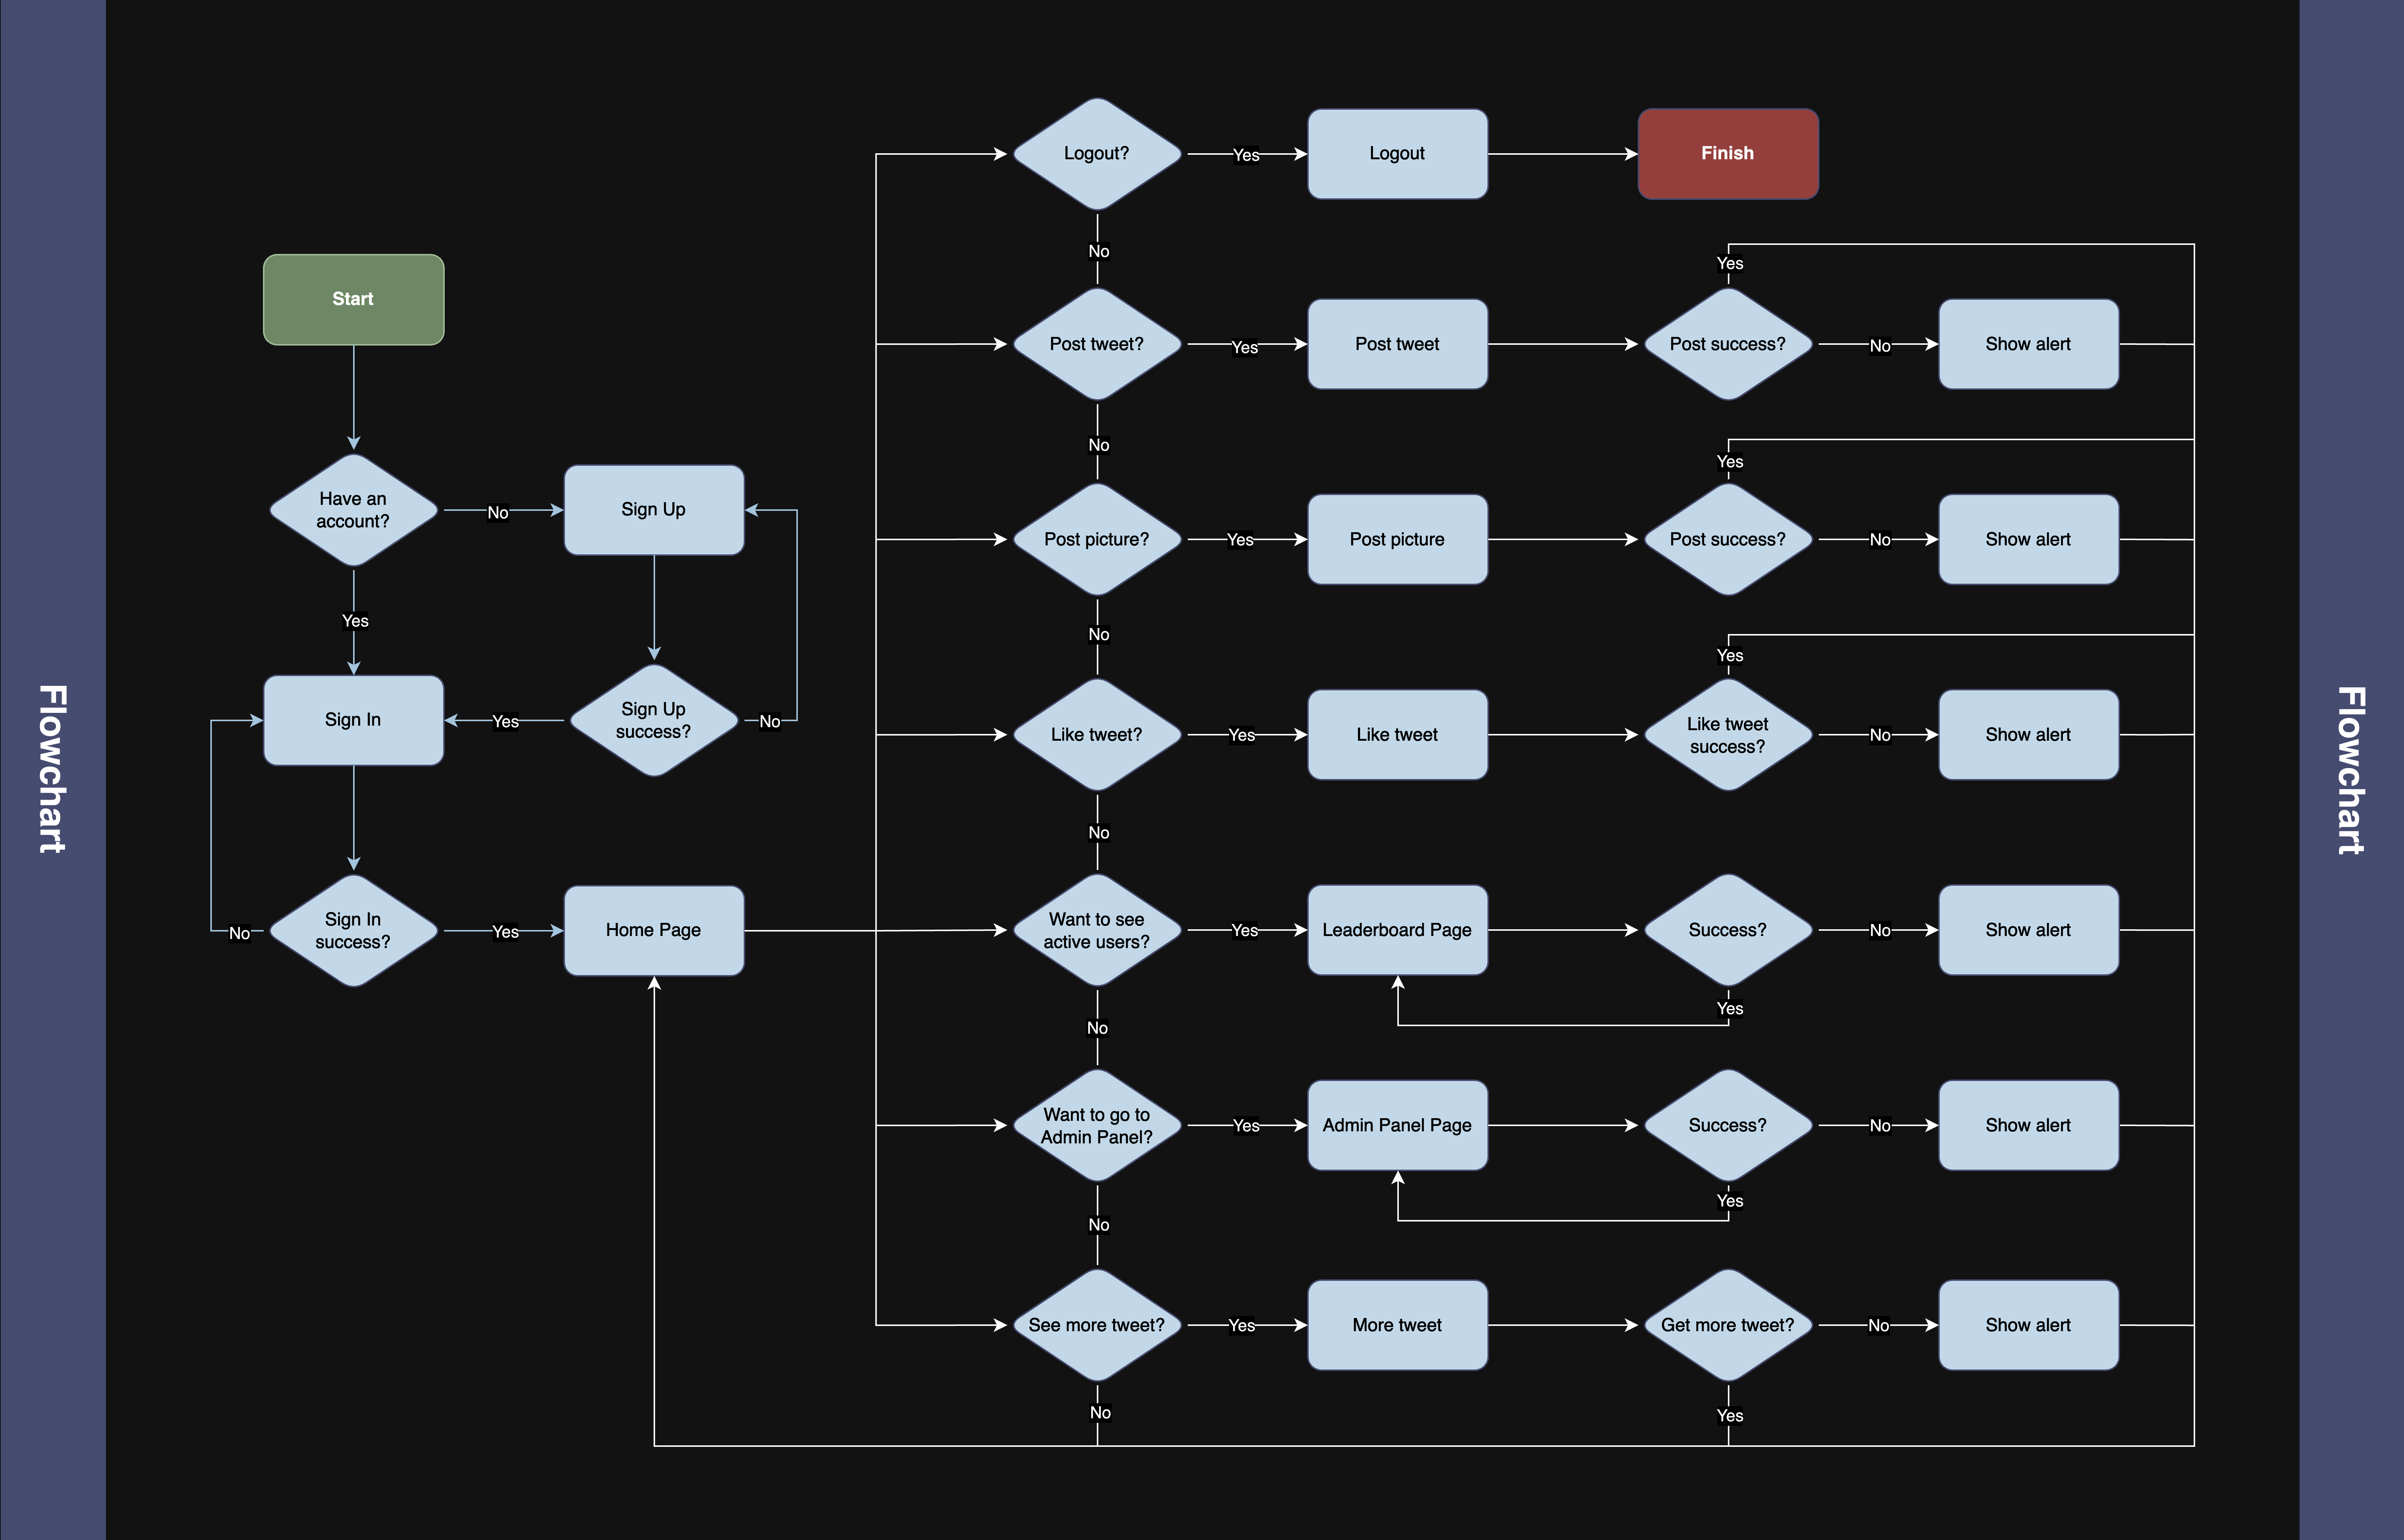 Flowchart
Start
Have an
account?
No
Sign Up
Yes
Sign In
Yes
Sign Up
success?
No
Sign In
success?
No
Yes
Home Page
Logout?
Yes
Logout
Finish
No
Post tweet?
Yes
Post tweet
Yes
Post success?
No
Show alert
No
Post picture?
Yes
Post picture
Yes
Post success?
No
Show alert
No
Like tweet?
Yes
Like tweet
Yes
Like tweet
success?
No
Show alert
No
Want to see
active users?
Yes
Leaderboard Page
Success?
No
Show alert
Yes
No
Want to go to
Admin Panel?
Yes
Admin Panel Page
Success?
No
Show alert
Yes
No
See more tweet?
Yes
More tweet
Get more tweet?
No
Show alert
No
Yes
Flowchart